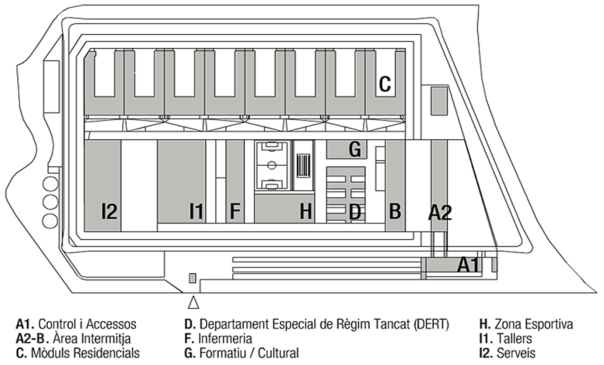 C
G
I2
I1
F
H
D
B
A2
A1
A1. Control i Accessos
A2-B. Àrea Intermitja
C. Mòduls Residencials
D. Departament Especial de Règim Tancat (DERT)
F. Infermeria
G. Formatiu / Cultural
H. Zona Esportiva
I1. Tallers
I2. Serveis